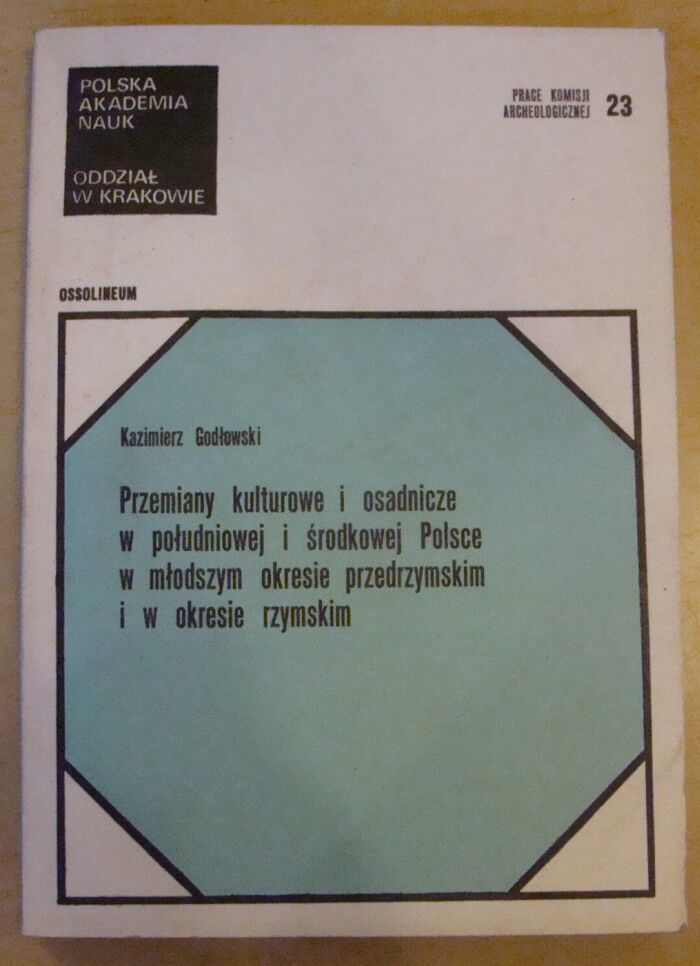 POLSKA
AKADEMIA
NAUK
ODDZIAŁ
W KRAKOWIE
PRACE KOMISJI
ARCHEOLOGICZNEJ 23
OSSOLINEUM
Kazimierz Godłowski
Przemiany kulturowe i osadnicze
w południowej i środkowej Polsce
w młodszym okresie przedrzymskim
i w okresie rzymskim